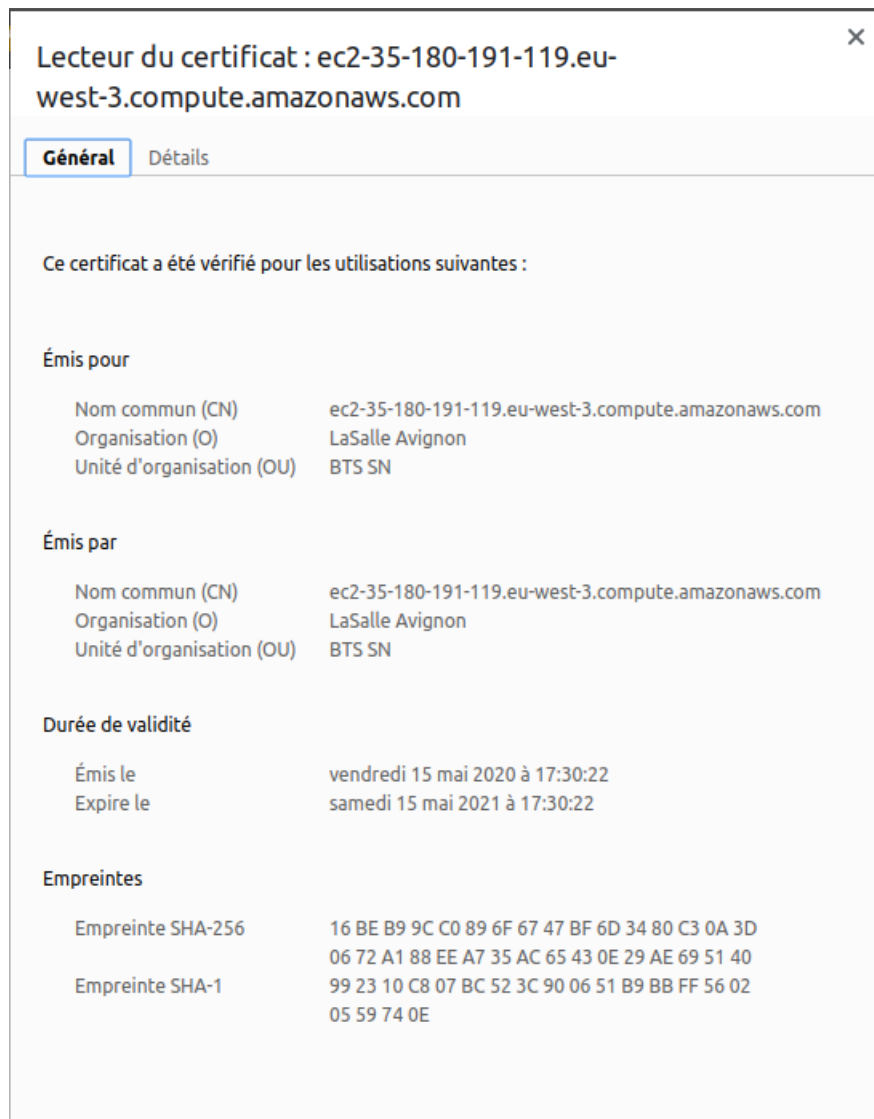 Lecteur du certificat : ec2-35-180-191-119.eu-
west-3.compute.amazonaws.com
Général Détails
Ce certificat a été vérifié pour les utilisations suivantes :
Émis pour
Nom commun (CN) ec2-35-180-191-119.eu-west-3.compute.amazonaws.com
Organisation (O) LaSalle Avignon
Unité d'organisation (OU) BTS SN
Émis par
Nom commun (CN) ec2-35-180-191-119.eu-west-3.compute.amazonaws.com
Organisation (O) LaSalle Avignon
Unité d'organisation (OU) BTS SN
Durée de validité
Émis le vendredi 15 mai 2020 à 17:30:22
Expire le samedi 15 mai 2021 à 17:30:22
Empreintes
Empreinte SHA-256 16 BE B9 9C C0 89 6F 67 47 BF 6D 34 80 C3 0A 3D
06 72 A1 88 EE A7 35 AC 65 43 0E 29 AE 69 51 40
Empreinte SHA-1 99 23 10 C8 07 BC 52 3C 90 06 51 B9 BB FF 56 02
05 59 74 0E